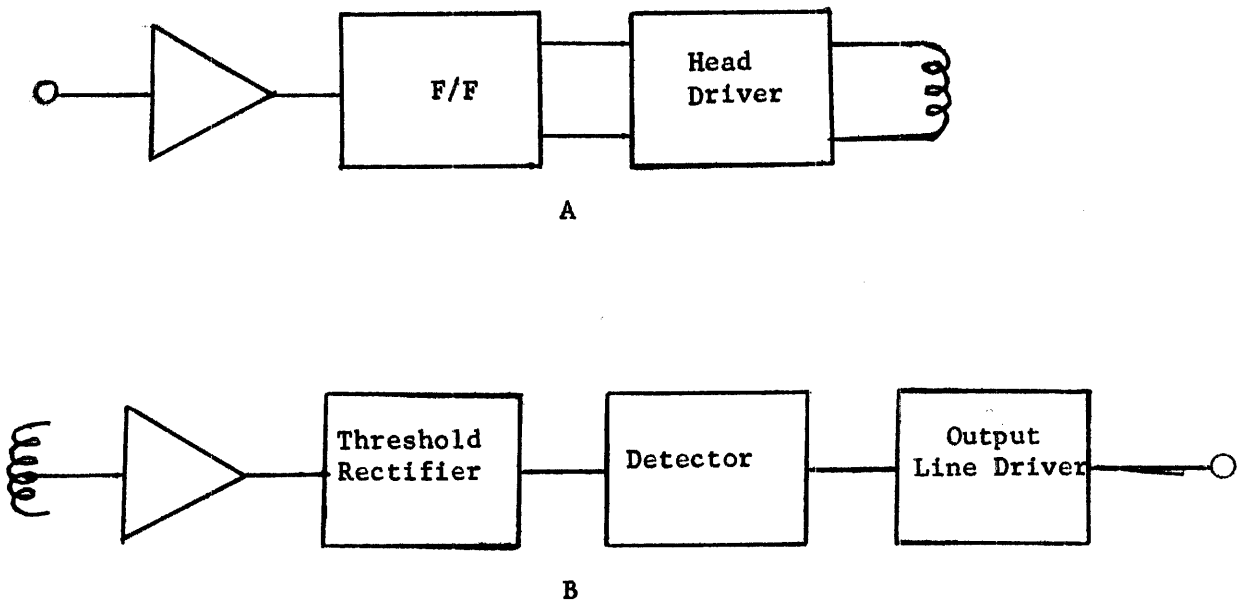 F/F
Head
Driver
A
Threshold
Rectifier
Detector
Output
Line Driver
B